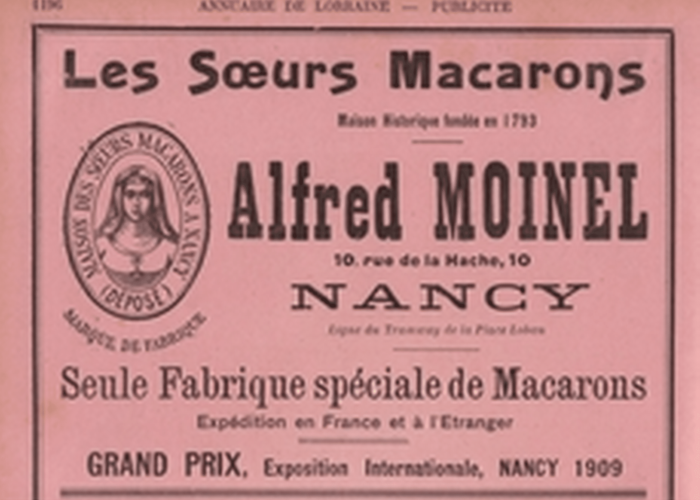 1196
ANNUAIRE DE LORRAINE — PUBLICITÉ
Les Sœurs Macarons
Maison Historique fondée en 1793
MAISON DES SŒURS MACARONS A NANCY
(DÉPOSÉ)
MARQUE DE FABRIQUE
Alfred MOINEL
10, rue de la Hache, 10
NANCY
Ligne du Tramway de la Place Lobau
Seule Fabrique spéciale de Macarons
Expédition en France et à l'Etranger
GRAND PRIX, Exposition Internationale, NANCY 1909